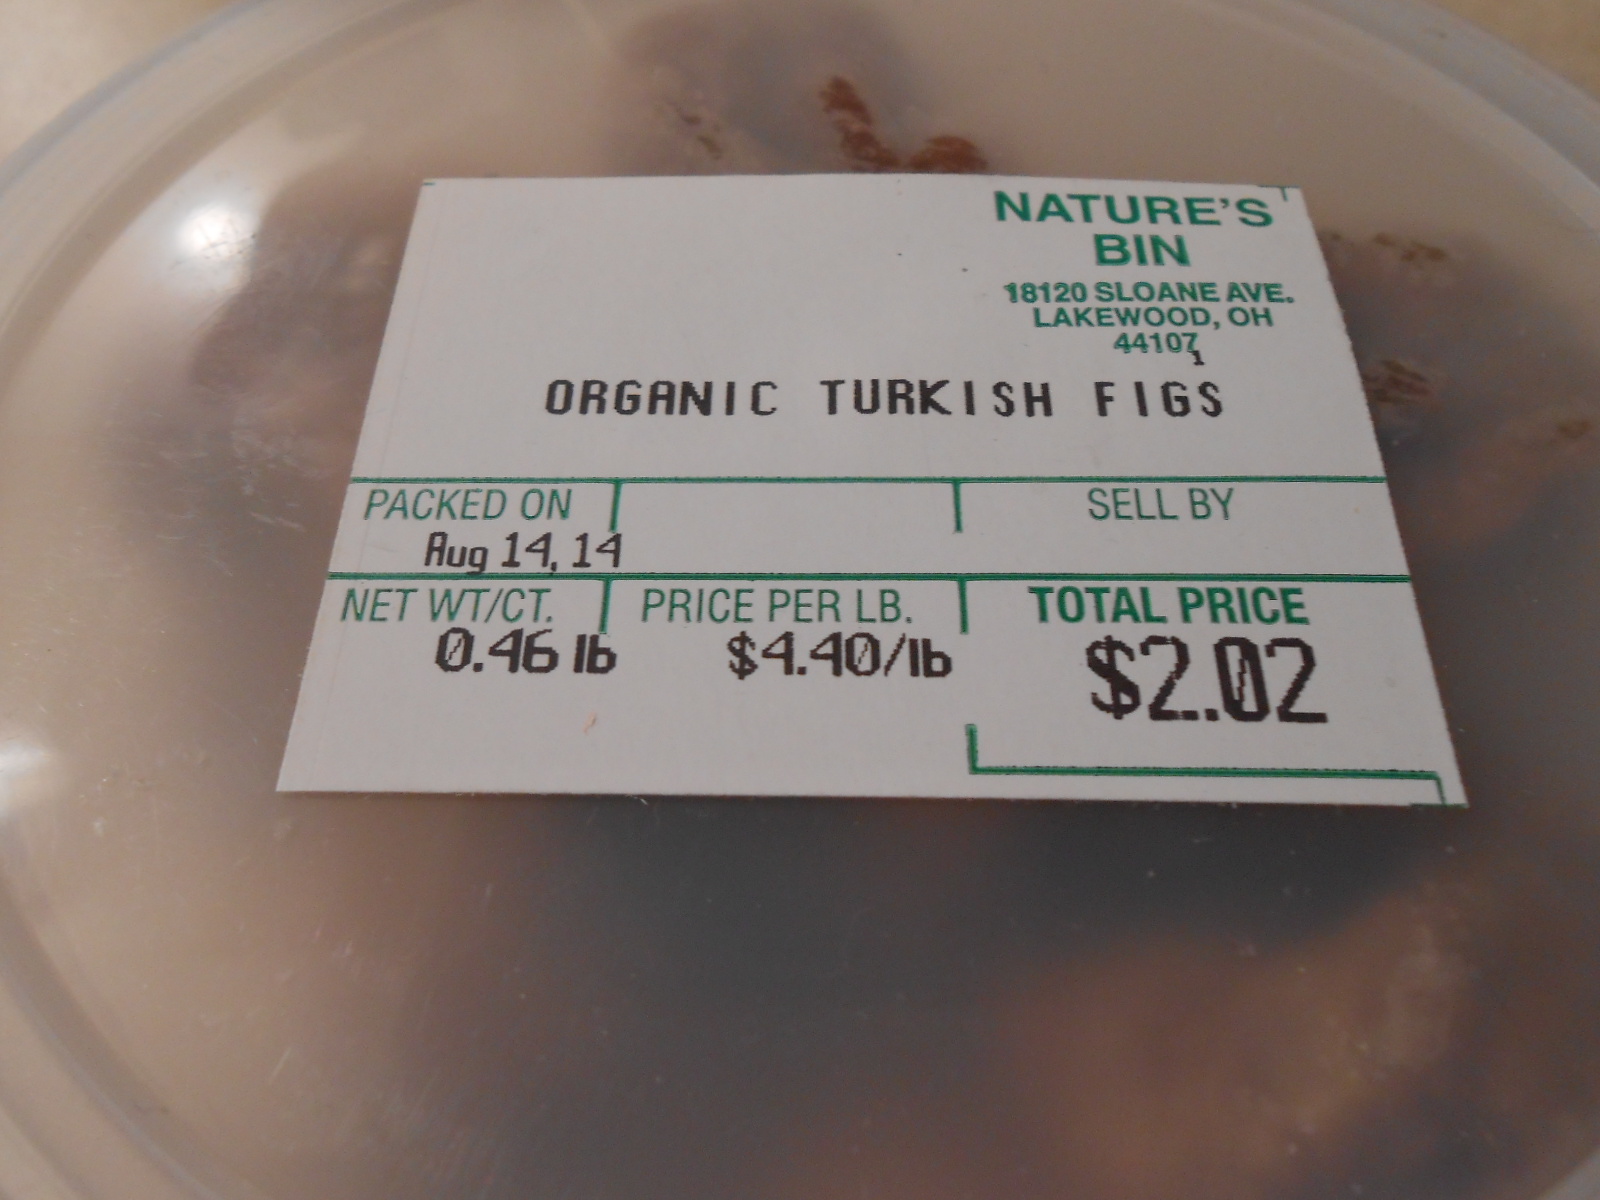 NATURE'S
BIN
18120 SLOANE AVE.
LAKEWOOD, OH
44107
1
ORGANIC TURKISH FIGS
PACKED ON SELL BY
Aug 14, 14
NET WT/CT. PRICE PER LB. TOTAL PRICE
0.46 lb $4.40/lb $2.02